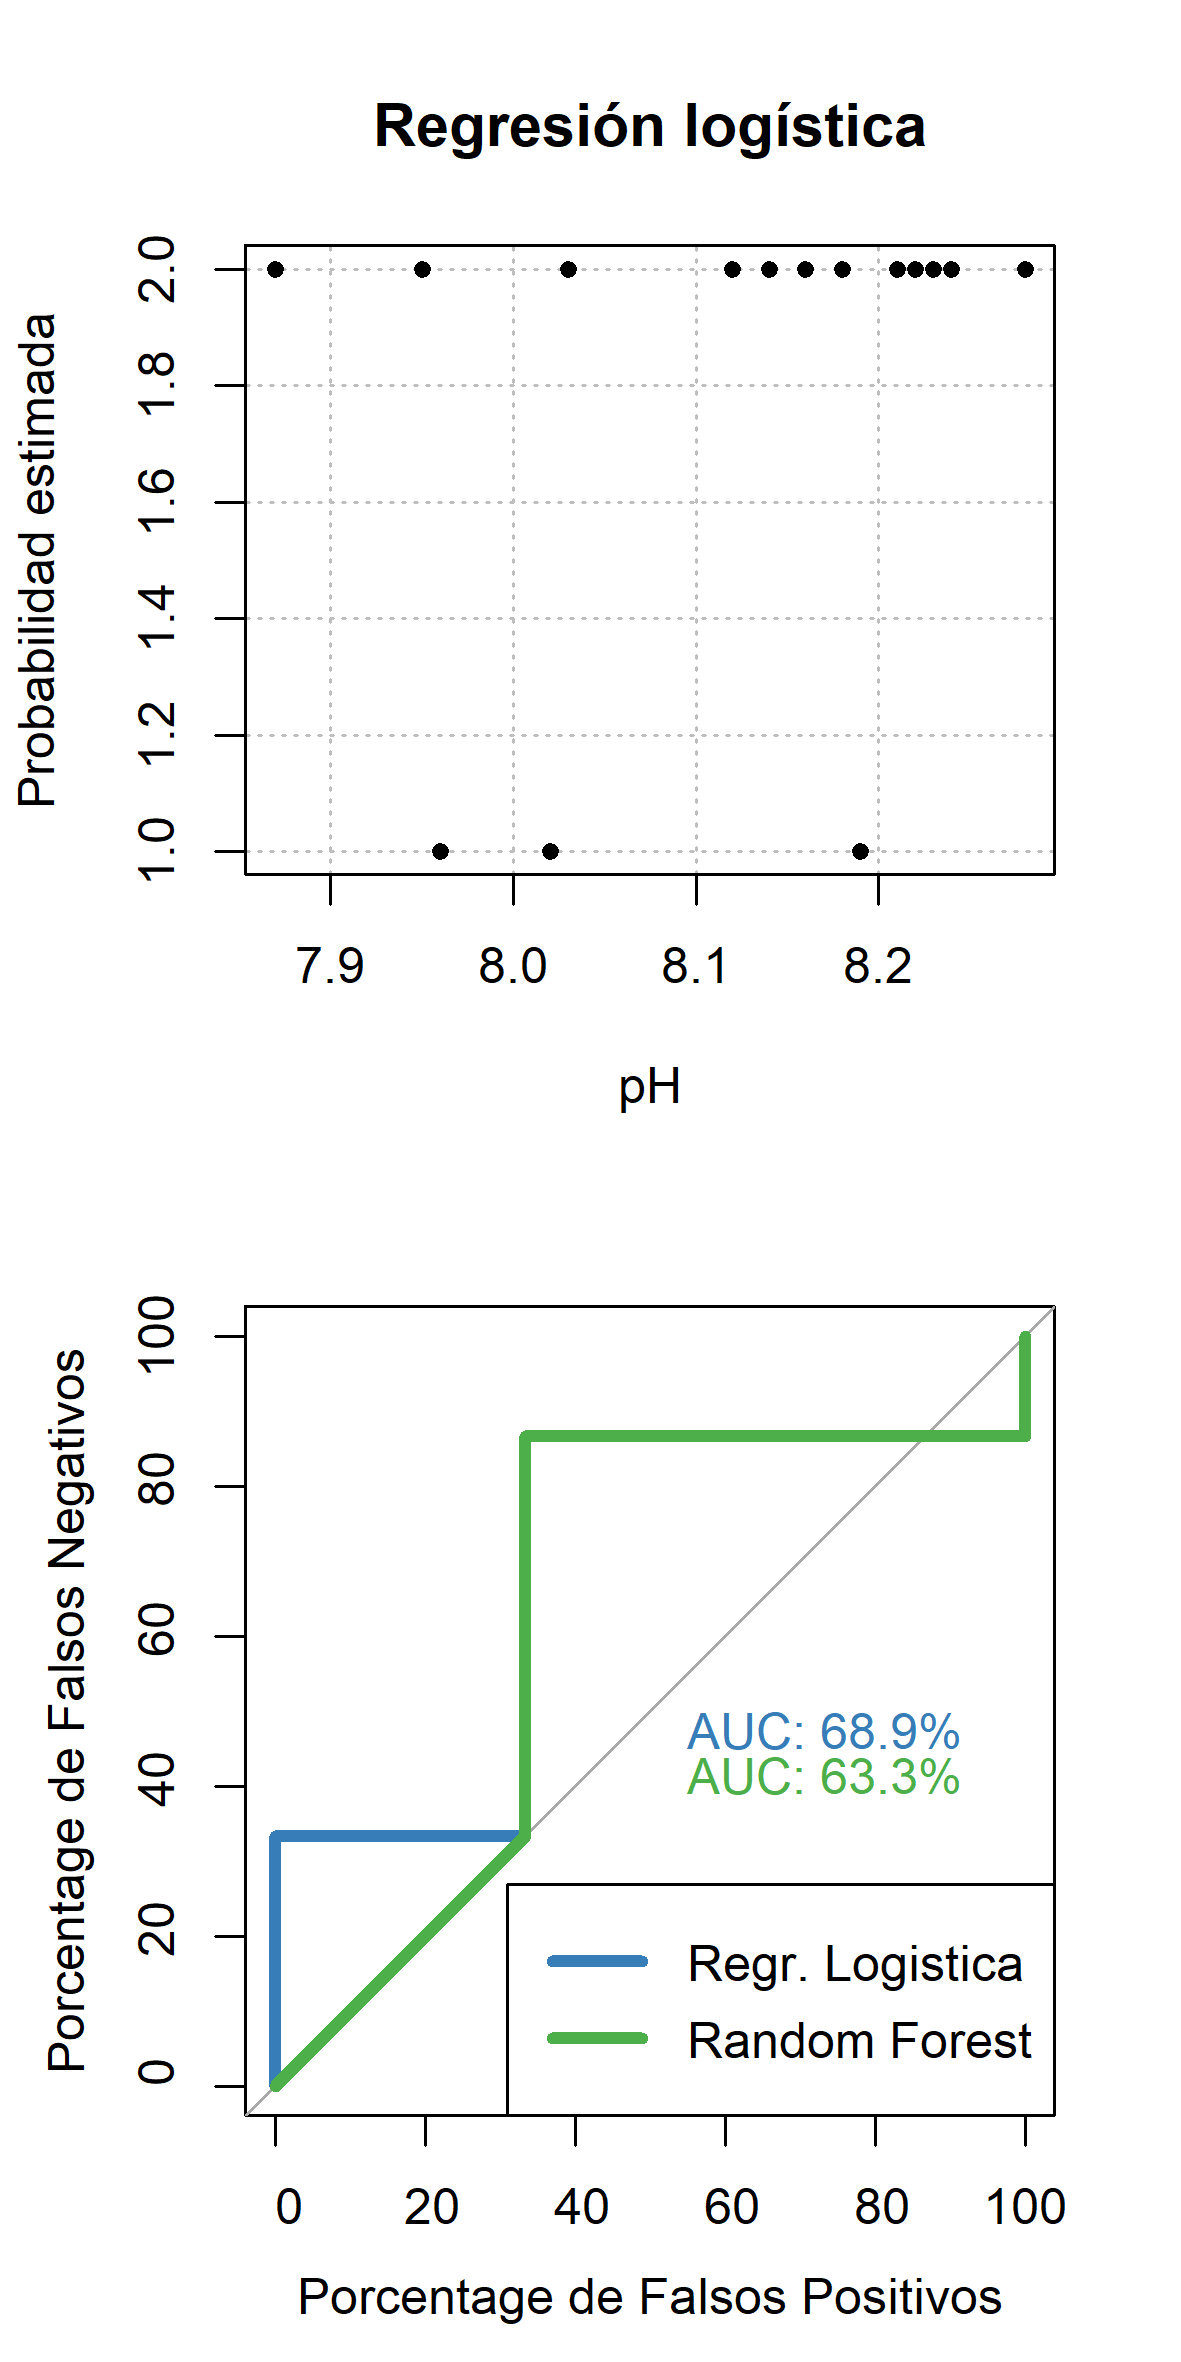 Regresión logística
Probabilidad estimada
2.0
1.8
1.6
1.4
1.2
1.0
7.9 8.0 8.1 8.2
pH
Porcentage de Falsos Negativos
100
80
60
40
20
0
AUC: 68.9%
AUC: 63.3%
Regr. Logistica
Random Forest
0 20 40 60 80 100
Porcentage de Falsos Positivos